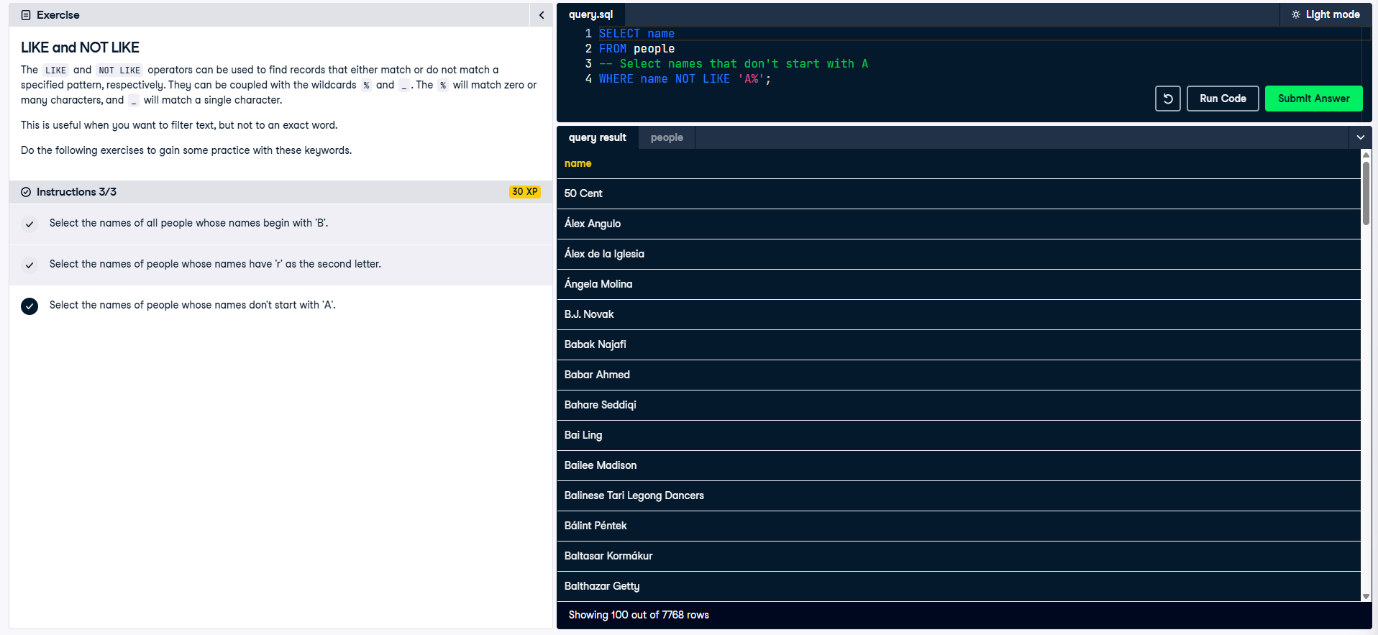 Exercise
LIKE and NOT LIKE
The LIKE and NOT LIKE operators can be used to find records that either match or do not match a
specified pattern, respectively. They can be coupled with the wildcards % and _. The % will match zero or
many characters, and _ will match a single character.
This is useful when you want to filter text, but not to an exact word.
Do the following exercises to gain some practice with these keywords.
Instructions 3/3
30 XP
Select the names of all people whose names begin with 'B'.
Select the names of people whose names have 'r' as the second letter.
Select the names of people whose names don't start with 'A'.
query.sql
Light mode
1 SELECT name
2 FROM people
3 -- Select names that don't start with A
4 WHERE name NOT LIKE 'A%';
Run Code
Submit Answer
query result
people
name
50 Cent
Álex Angulo
Álex de la Iglesia
Ángela Molina
B.J. Novak
Babak Najafi
Babar Ahmed
Bahare Seddiqi
Bai Ling
Bailee Madison
Balinese Tari Legong Dancers
Bálint Péntek
Baltasar Kormákur
Balthazar Getty
Showing 100 out of 7768 rows